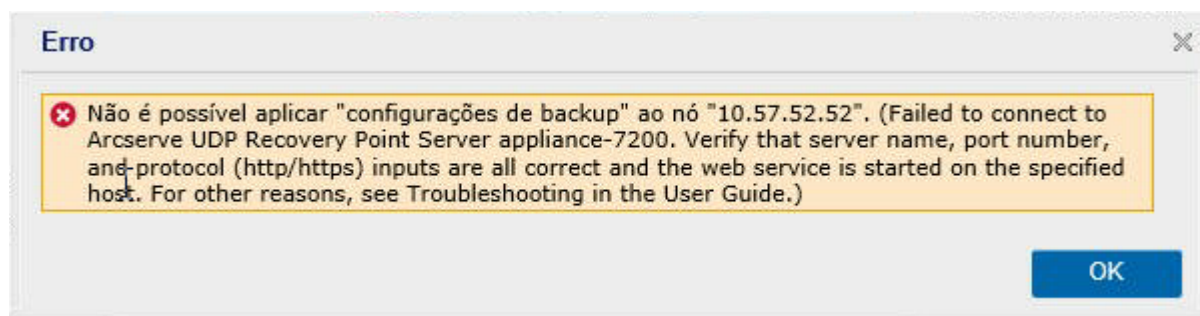 Erro
Não é possível aplicar "configurações de backup" ao nó "10.57.52.52". (Failed to connect to
Arcserve UDP Recovery Point Server appliance-7200. Verify that server name, port number,
and protocol (http/https) inputs are all correct and the web service is started on the specified
host. For other reasons, see Troubleshooting in the User Guide.)
OK